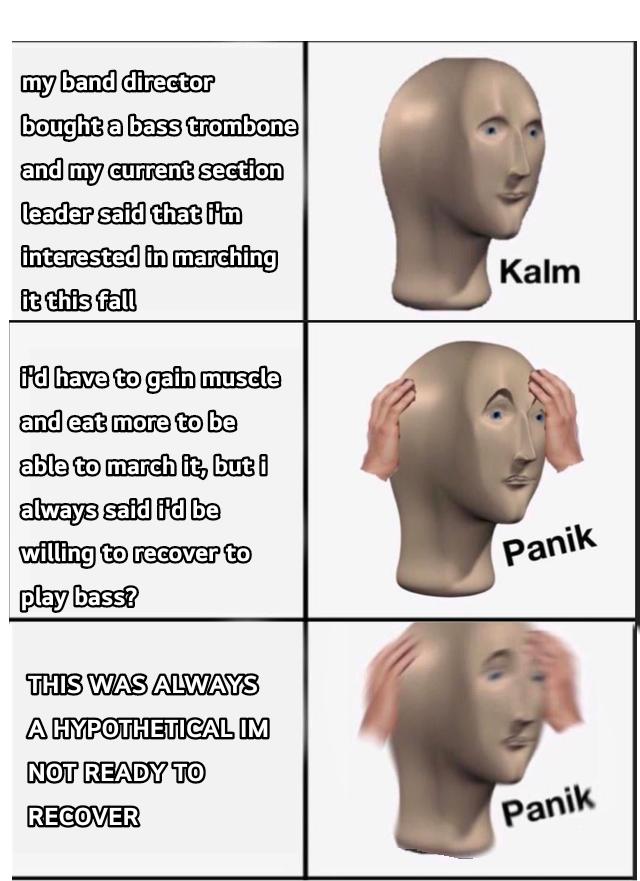 my band director
bought a bass trombone
and my current section
leader said that i'm
interested in marching
it this fall
Kalm
i'd have to gain muscle
and eat more to be
able to march it, but i
always said i'd be
willing to recover to
play bass?
Panik
THIS WAS ALWAYS
A HYPOTHETICAL IM
NOT READY TO
RECOVER
Panik